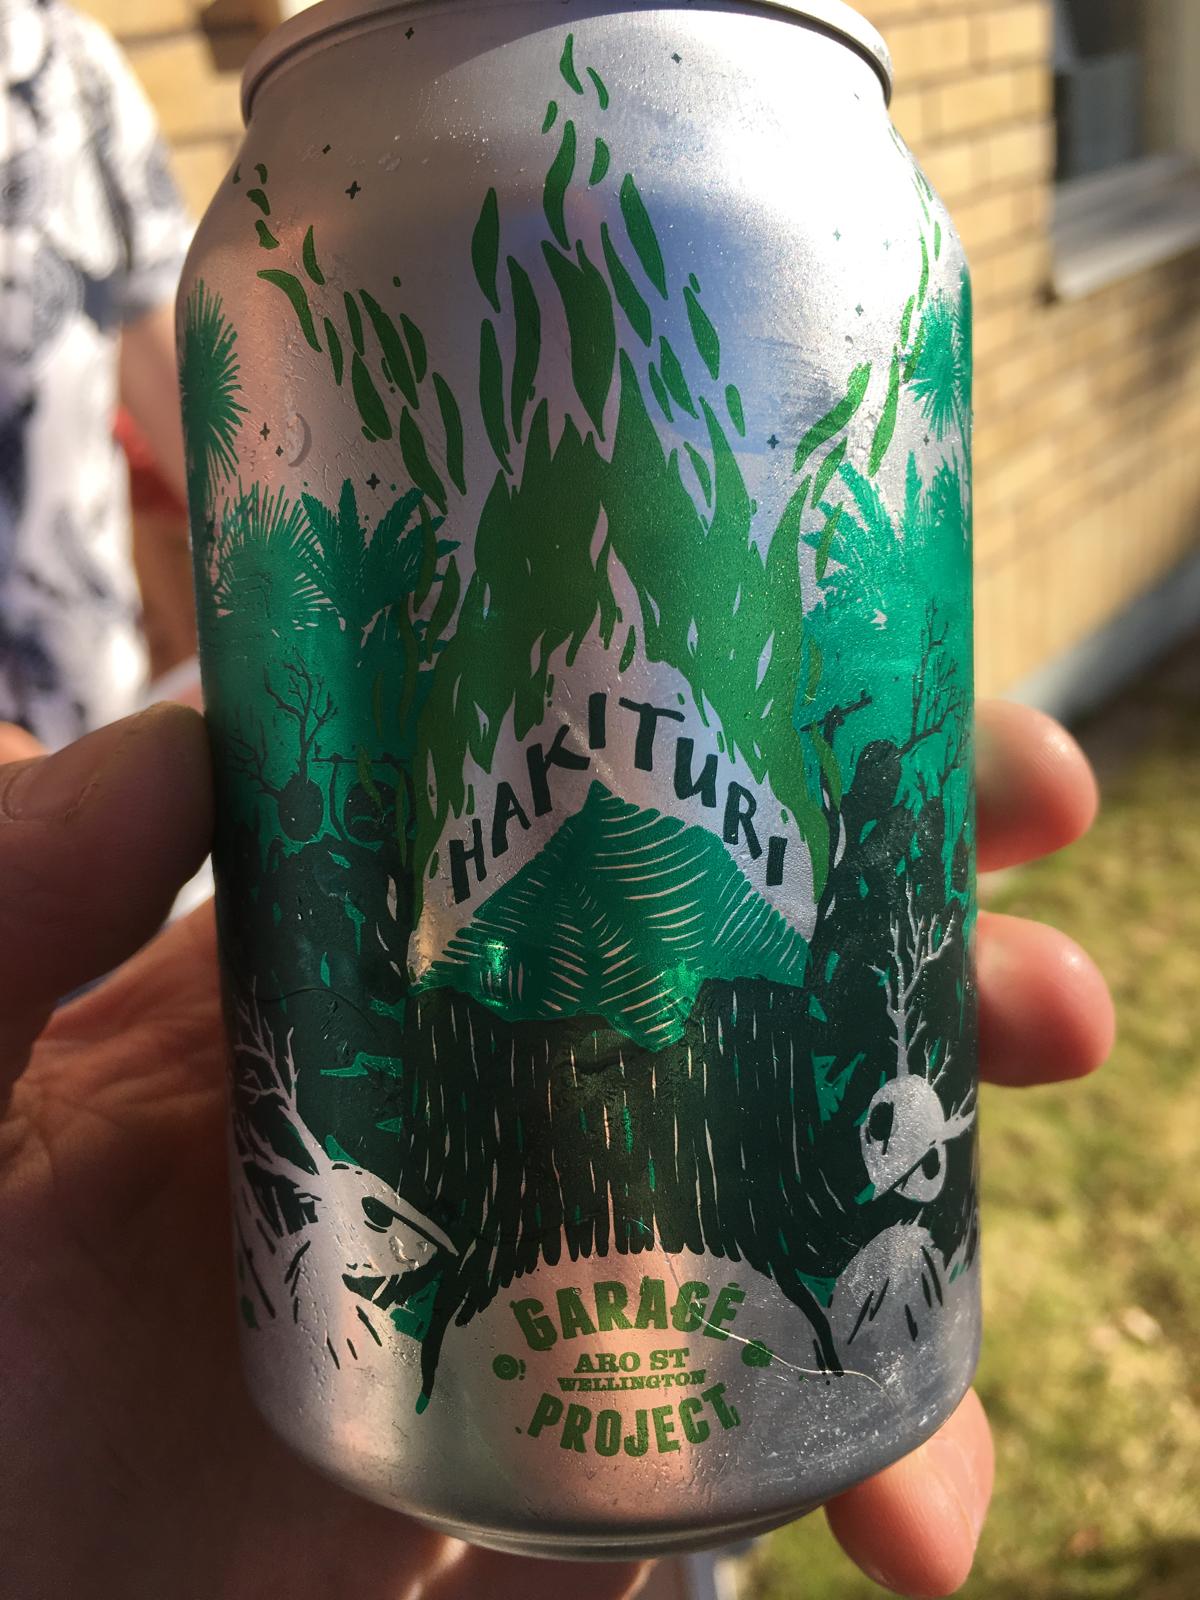 HAKITURI
GARAGE
ARO ST
WELLINGTON
PROJECT